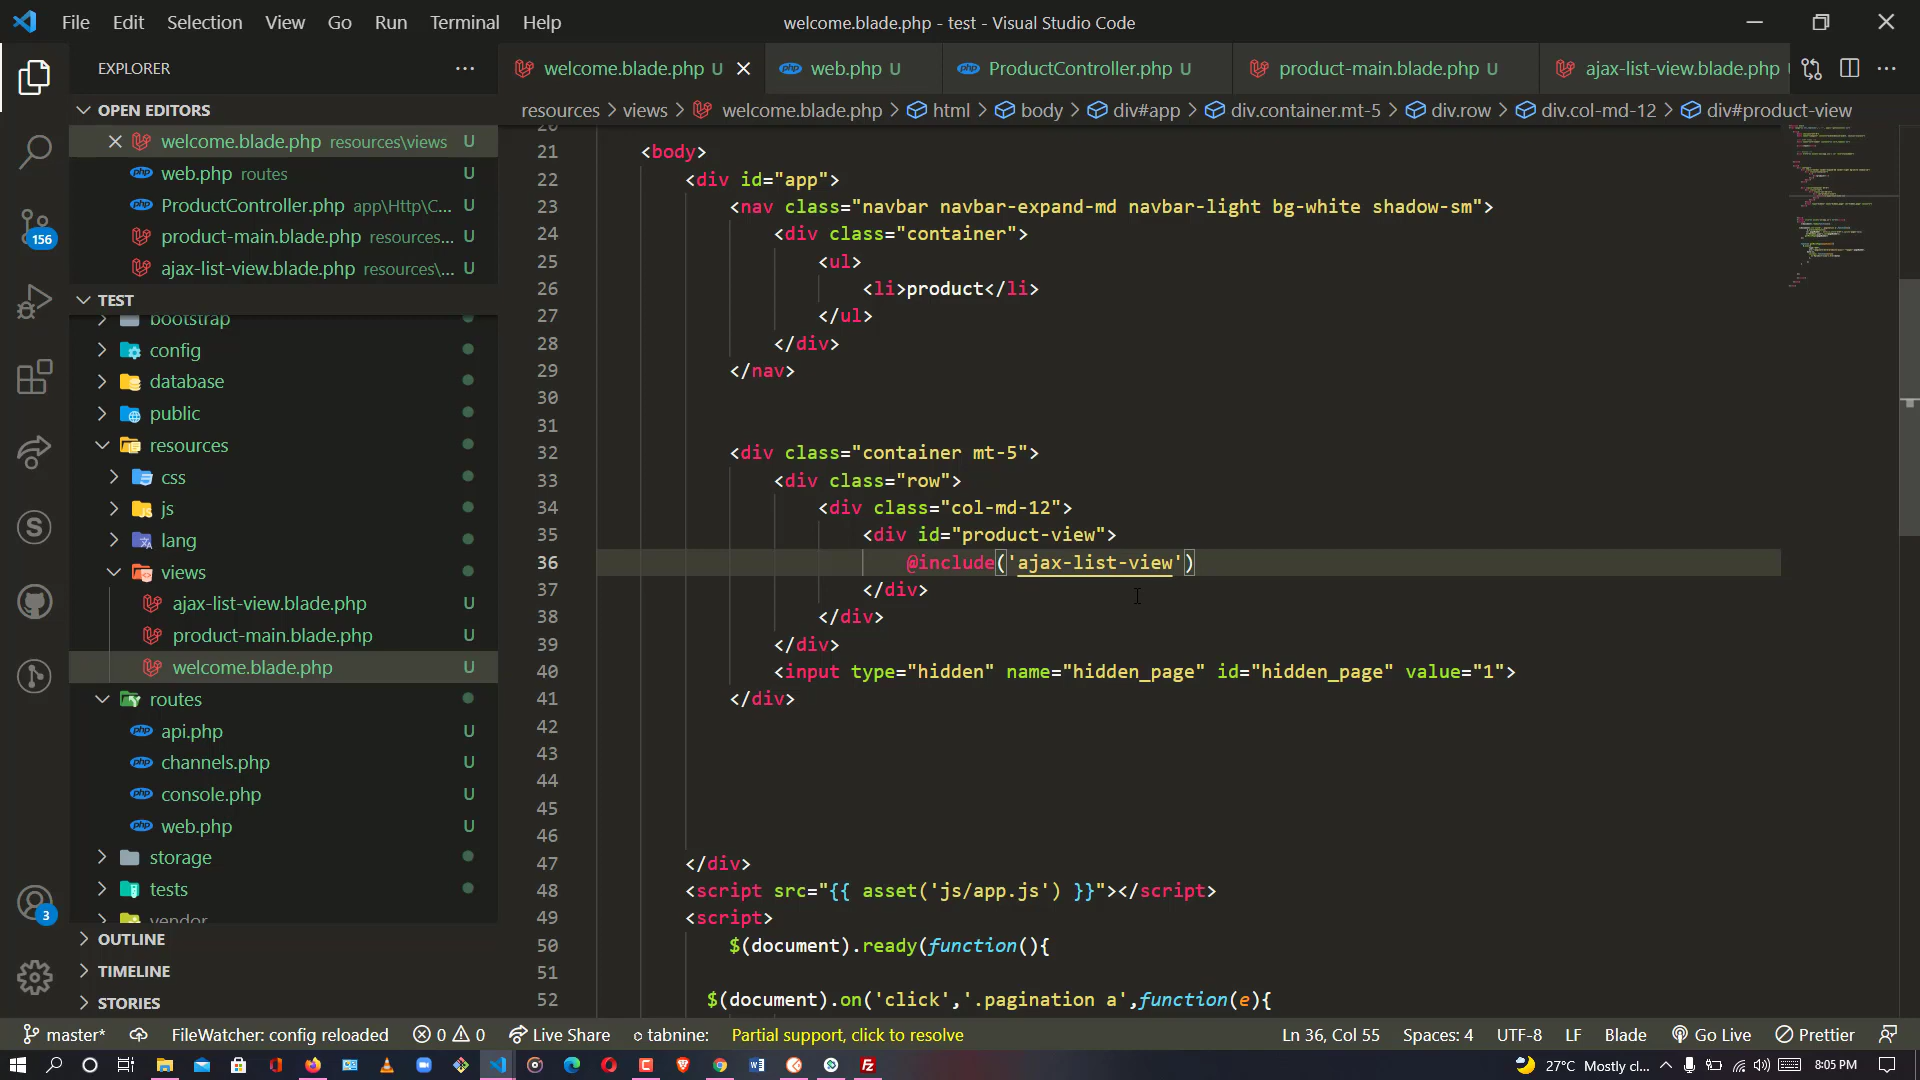 File Edit Selection View Go Run Terminal Help
welcome.blade.php - test - Visual Studio Code
EXPLORER
OPEN EDITORS
welcome.blade.php resources\views U
web.php routes U
ProductController.php app\Http\C... U
product-main.blade.php resources... U
ajax-list-view.blade.php resources\... U
TEST
bootstrap
config
database
public
resources
css
js
lang
views
ajax-list-view.blade.php U
product-main.blade.php U
welcome.blade.php U
routes
api.php U
channels.php U
console.php U
web.php U
storage
tests
vendor
OUTLINE
TIMELINE
STORIES
156
3
welcome.blade.php U web.php U ProductController.php U product-main.blade.php U ajax-list-view.blade.php
resources > views > welcome.blade.php > html > body > div#app > div.container.mt-5 > div.row > div.col-md-12 > div#product-view
20
21 <body>
22 <div id="app">
23 <nav class="navbar navbar-expand-md navbar-light bg-white shadow-sm">
24 <div class="container">
25 <ul>
26 <li>product</li>
27 </ul>
28 </div>
29 </nav>
30
31
32 <div class="container mt-5">
33 <div class="row">
34 <div class="col-md-12">
35 <div id="product-view">
36 @include('ajax-list-view')
37 </div>
38 </div>
39 </div>
40 <input type="hidden" name="hidden_page" id="hidden_page" value="1">
41 </div>
42
43
44
45
46
47 </div>
48 <script src="{{ asset('js/app.js') }}"></script>
49 <script>
50 $(document).ready(function(){
51
52 $(document).on('click','.pagination a',function(e){
master* FileWatcher: config reloaded 0 0 Live Share tabnine: Partial support, click to resolve Ln 36, Col 55 Spaces: 4 UTF-8 LF Blade Go Live Prettier
27°C Mostly cl... 8:05 PM